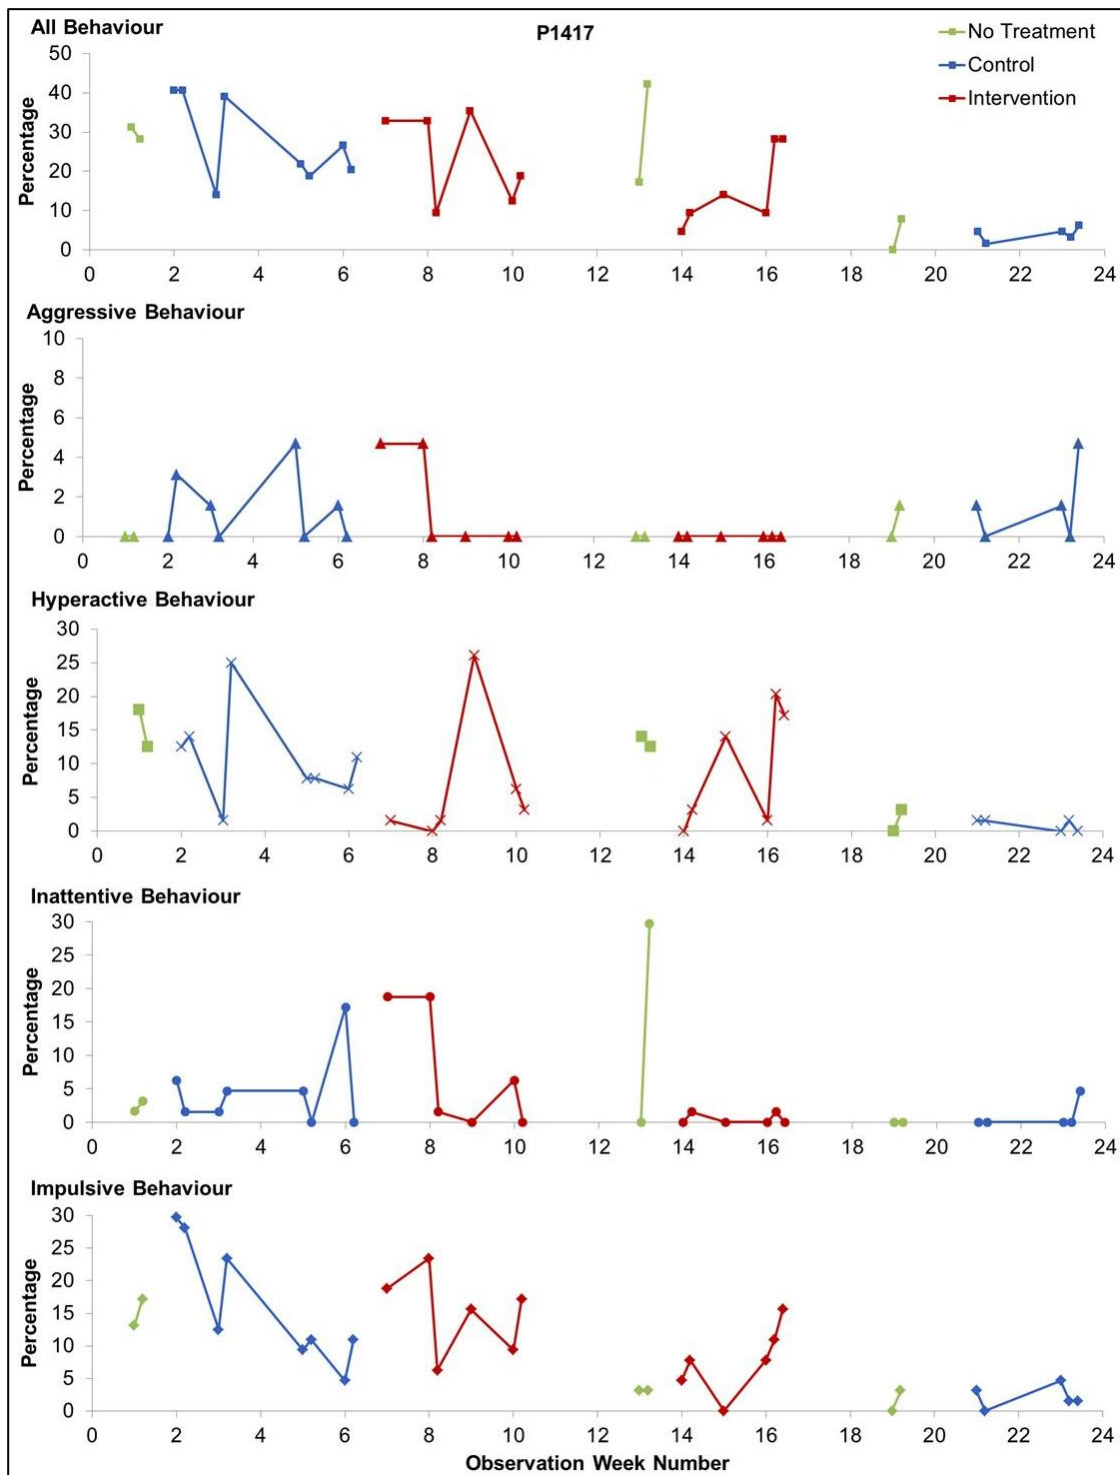 All Behaviour
P1417
No Treatment
Control
Intervention
Percentage
50
40
30
20
10
0
0 2 4 6 8 10 12 14 16 18 20 22 24
Aggressive Behaviour
Percentage
10
8
6
4
2
0
0 2 4 6 8 10 12 14 16 18 20 22 24
Hyperactive Behaviour
Percentage
30
25
20
15
10
5
0
0 2 4 6 8 10 12 14 16 18 20 22 24
Inattentive Behaviour
Percentage
30
25
20
15
10
5
0
0 2 4 6 8 10 12 14 16 18 20 22 24
Impulsive Behaviour
Percentage
30
25
20
15
10
5
0
0 2 4 6 8 10 12 14 16 18 20 22 24
Observation Week Number